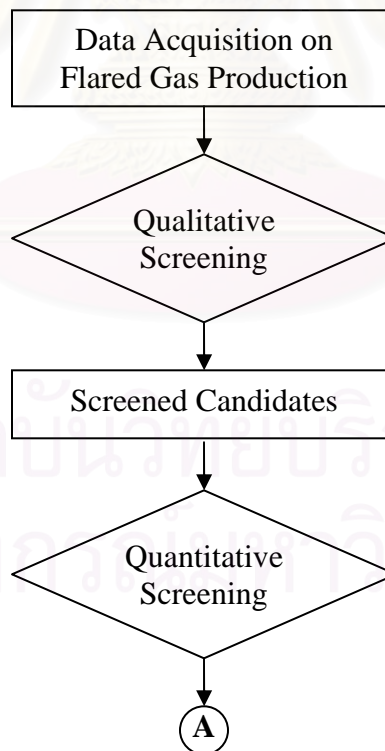 Data Acquisition on
Flared Gas Production
Qualitative
Screening
Screened Candidates
Quantitative
Screening
A